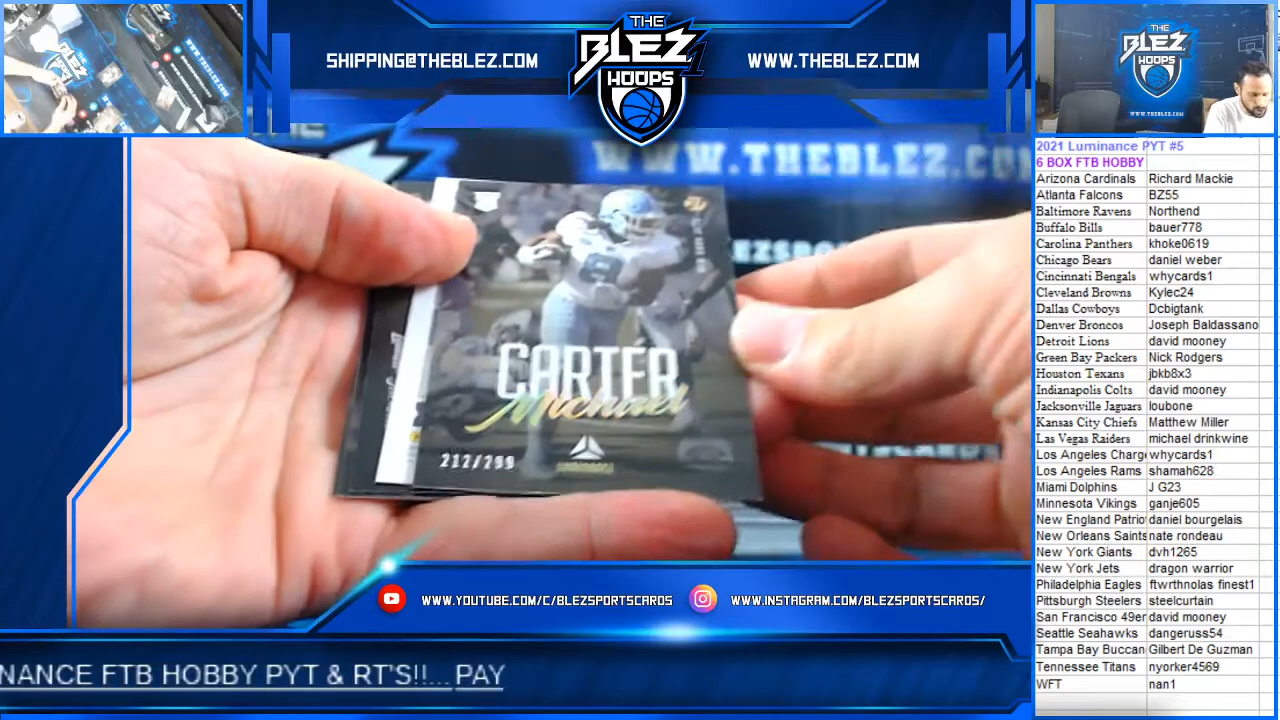 SHIPPING@THEBLEZ.COM
THE
BLEZ
HOOPS
WWW.THEBLEZ.COM
THE
BLEZ
HOOPS
WWW.THEBLEZ.COM
WWW.THEBLEZ.CO
CARTER
Michael
212/299
2021 Luminance PYT #5
6 BOX FTB HOBBY
Arizona Cardinals Richard Mackie
Atlanta Falcons BZ55
Baltimore Ravens Northend
Buffalo Bills bauer778
Carolina Panthers khoke0619
Chicago Bears daniel weber
Cincinnati Bengals whycards1
Cleveland Browns Kylec24
Dallas Cowboys Dcbigtank
Denver Broncos Joseph Baldassano
Detroit Lions david mooney
Green Bay Packers Nick Rodgers
Houston Texans jbkb8x3
Indianapolis Colts david mooney
Jacksonville Jaguars loubone
Kansas City Chiefs Matthew Miller
Las Vegas Raiders michael drinkwine
Los Angeles Charg whycards1
Los Angeles Rams shamah628
Miami Dolphins J G23
Minnesota Vikings ganje605
New England Patrio daniel bourgelais
New Orleans Saints nate rondeau
New York Giants dvh1265
New York Jets dragon warrior
Philadelphia Eagles ftwrthnolas finest1
Pittsburgh Steelers steelcurtain
San Francisco 49er david mooney
Seattle Seahawks dangeruss54
Tampa Bay Buccan Gilbert De Guzman
Tennessee Titans nyorker4569
WFT nan1
WWW.YOUTUBE.COM/C/BLEZSPORTSCARDS
WWW.INSTAGRAM.COM/BLEZSPORTSCARDS/
NANCE FTB HOBBY PYT & RT'S!!... PAY